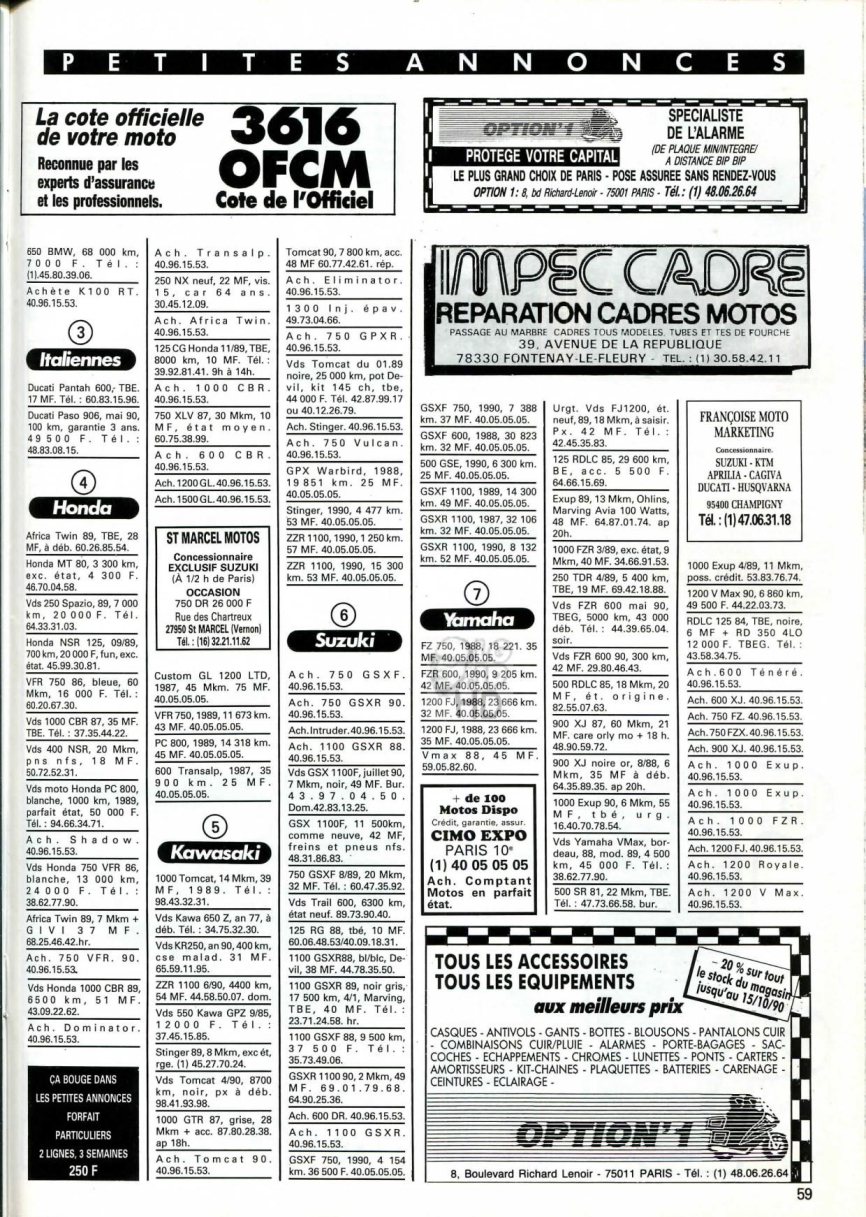 PETITES ANNONCES
La cote officielle
de votre moto
Reconnue par les
experts d'assurance
et les professionnels.
3616
OFCM
Cote de l'Officiel
OPTION'1
PROTEGE VOTRE CAPITAL
SPECIALISTE
DE L'ALARME
(DE PLAQUE MIN/INTEGRE/
A DISTANCE BIP BIP
LE PLUS GRAND CHOIX DE PARIS - POSE ASSUREE SANS RENDEZ-VOUS
OPTION 1: 8, bd Richard-Lenoir - 75001 PARIS - Tél.: (1) 48.06.26.64
650 BMW, 68 000 km,
7000 F. Tél. :
(1).45.80.39.06.
Achète K100 RT.
40.96.15.53.
3
Italiennes
Ducati Pantah 600, TBE.
17 MF. Tél. : 60.83.15.96.
Ducati Paso 906, mai 90,
100 km, garantie 3 ans.
49500 F. Tél. :
48.83.08.15.
4
Honda
Africa Twin 89, TBE, 28
MF, à déb. 60.26.85.54.
Honda MT 80, 3 300 km,
exc. état, 4 300 F.
46.70.04.58.
Vds 250 Spazio, 89, 7 000
km, 20 000 F. Tél.
64.33.31.03.
Honda NSR 125, 09/89,
700 km, 20 000 F, fun, exc.
état. 45.99.30.81.
VFR 750 86, bleue, 60
Mkm, 16 000 F. Tél. :
60.20.67.30.
Vds 1000 CBR 87, 35 MF.
TBE. Tél. : 37.35.44.22.
Vds 400 NSR, 20 Mkm,
pns nfs, 18 MF.
50.72.52.31.
Vds moto Honda PC 800,
blanche, 1000 km, 1989,
parfait état, 50 000 F.
Tél. : 94.66.34.71.
Ach. Shadow.
40.96.15.53.
Vds Honda 750 VFR 86,
blanche, 13 000 km,
24000 F. Tél. :
38.62.77.90.
Africa Twin 89, 7 Mkm +
GIVI 37 MF.
68.25.46.42.hr.
Ach. 750 VFR. 90.
40.96.15.53.
Vds Honda 1000 CBR 89,
6500 km, 51 MF.
43.09.22.62.
Ach. Dominator.
40.96.15.53.
ÇA BOUGE DANS
LES PETITES ANNONCES
FORFAIT
PARTICULIERS
2 LIGNES, 3 SEMAINES
250 F
Ach. Transalp.
40.96.15.53.
250 NX neuf, 22 MF, vis.
15, car 64 ans.
30.45.12.09.
Ach. Africa Twin.
40.96.15.53.
125 CG Honda 11/89, TBE,
8000 km, 10 MF. Tél. :
39.92.81.41. 9h à 14h.
Ach. 1000 CBR.
40.96.15.53.
750 XLV 87, 30 Mkm, 10
MF, état moyen.
60.75.38.99.
Ach. 600 CBR.
40.96.15.53.
Ach. 1200 GL. 40.96.15.53.
Ach. 1500 GL. 40.96.15.53.
ST MARCEL MOTOS
Concessionnaire
EXCLUSIF SUZUKI
(À 1/2 h de Paris)
OCCASION
750 DR 26 000 F
Rue des Chartreux
27950 St MARCEL (Vernon)
Tél. : (16) 32.21.11.62
Custom GL 1200 LTD,
1987, 45 Mkm. 75 MF.
40.05.05.05.
VFR 750, 1989, 11 673 km.
43 MF. 40.05.05.05.
PC 800, 1989, 14 318 km.
45 MF. 40.05.05.05.
600 Transalp, 1987, 35
900 km. 25 MF.
40.05.05.05.
5
Kawasaki
1000 Tomcat, 14 Mkm, 39
MF, 1989. Tél. :
98.43.32.31.
Vds Kawa 650 Z, an 77, à
déb. Tél. : 34.75.32.30.
Vds KR250, an 90, 400 km,
cse malad. 31 MF.
65.59.11.95.
ZZR 1100 6/90, 4400 km,
54 MF. 44.58.50.07. dom.
Vds 550 Kawa GPZ 9/85,
12000 F. Tél. :
37.45.15.85.
Stinger 89, 8 Mkm, exc ét,
rge. (1) 45.27.70.24.
Vds Tomcat 4/90, 8700
km, noir, px à déb.
98.41.93.98.
1000 GTR 87, grise, 28
Mkm + acc. 87.80.28.38.
ap 18h.
Ach. Tomcat 90.
40.96.15.53.
Tomcat 90, 7 800 km, acc.
48 MF 60.77.42.61. rép.
Ach. Eliminator.
40.96.15.53.
1300 Inj. épav.
49.73.04.66.
Ach. 750 GPXR.
40.96.15.53.
Vds Tomcat du 01.89
noire, 25 000 km, pot De-
vil, kit 145 ch, tbe,
44 000 F. Tél. 42.87.99.17
ou 40.12.26.79.
Ach. Stinger. 40.96.15.53.
Ach. 750 Vulcan.
40.96.15.53.
GPX Warbird, 1988,
19 851 km. 25 MF.
40.05.05.05.
Stinger, 1990, 4 477 km.
53 MF. 40.05.05.05.
ZZR 1100, 1990, 1 250 km.
57 MF. 40.05.05.05.
ZZR 1100, 1990, 15 300
km. 53 MF. 40.05.05.05.
6
Suzuki
Ach. 750 GSXF.
40.96.15.53.
Ach. 750 GSXR 90.
40.96.15.53.
Ach. Intruder. 40.96.15.53.
Ach. 1100 GSXR 88.
40.96.15.53.
Vds GSX 1100F, juillet 90,
7 Mkm, noir, 49 MF. Bur.
43.97.04.50.
Dom.42.83.13.25.
GSX 1100F, 11 500km,
comme neuve, 42 MF,
freins et pneus nfs.
48.31.86.83.
750 GSXF 8/89, 20 Mkm,
32 MF. Tél. : 60.47.35.92.
Vds Trail 600, 6300 km,
état neuf. 89.73.90.40.
125 RG 88, tbé, 10 MF.
60.06.48.53/40.09.18.31.
1100 GSXR88, bl/blc, De-
vil, 38 MF. 44.78.35.50.
1100 GSXR 89, noir gris,
17 500 km, 4/1, Marving,
TBE, 40 MF. Tél. :
23.71.24.58. hr.
1100 GSXF 88, 9 500 km,
37 500 F. Tél. :
35.73.49.06.
GSXR 1100 90, 2 Mkm, 49
MF. 69.01.79.68.
64.90.25.36.
Ach. 600 DR. 40.96.15.53.
Ach. 1100 GSXR.
40.96.15.53.
GSXF 750, 1990, 4 154
km. 36 500 F. 40.05.05.05.
IMPEC CADRE
REPARATION CADRES MOTOS
PASSAGE AU MARBRE CADRES TOUS MODELES. TUBES ET TES DE FOURCHE
39, AVENUE DE LA REPUBLIQUE
78330 FONTENAY-LE-FLEURY - TEL. : (1) 30.58.42.11
GSXF 750, 1990, 7 388
km. 37 MF. 40.05.05.05.
GSXF 600, 1988, 30 823
km. 32 MF. 40.05.05.05.
500 GSE, 1990, 6 300 km.
25 MF. 40.05.05.05.
GSXF 1100, 1989, 14 300
km. 49 MF. 40.05.05.05.
GSXR 1100, 1987, 32 106
km. 32 MF. 40.05.05.05.
GSXR 1100, 1990, 8 132
km. 52 MF. 40.05.05.05.
7
Yamaha
FZ 750, 1988, 18 221. 35
MF. 40.05.05.05.
FZR 600, 1990, 9 205 km.
42 MF. 40.05.05.05.
1200 FJ, 1988, 23 666 km.
32 MF. 40.05.05.05.
1200 FJ, 1988, 23 666 km.
35 MF. 40.05.05.05.
Vmax 88, 45 MF.
59.05.82.60.
+ de 100
Motos Dispo
Crédit, garantie, assur.
CIMO EXPO
PARIS 10e
(1) 40 05 05 05
Ach. Comptant
Motos en parfait
état.
Urgt. Vds FJ1200, ét.
neuf, 89, 18 Mkm, à saisir.
Px. 42 MF. Tél. :
42.45.35.83.
125 RDLC 85, 29 600 km,
BE, acc. 5 500 F.
64.66.15.69.
Exup 89, 13 Mkm, Ohlins,
Marving Avia 100 Watts,
48 MF. 64.87.01.74. ap
20h.
1000 FZR 3/89, exc. état, 9
Mkm, 40 MF. 34.66.91.53.
250 TDR 4/89, 5 400 km,
TBE, 19 MF. 69.42.18.88.
Vds FZR 600 mai 90,
TBEG, 5000 km, 43 000
déb. Tél. : 44.39.65.04.
soir.
Vds FZR 600 90, 300 km,
42 MF. 29.80.46.43.
500 RDLC 85, 18 Mkm, 20
MF, ét. origine.
82.55.07.63.
900 XJ 87, 60 Mkm, 21
MF. care orly mo + 18 h.
48.90.59.72.
900 XJ noire or, 8/88, 6
Mkm, 35 MF à déb.
64.35.89.35. ap 20h.
1000 Exup 90, 6 Mkm, 55
MF, tbé, urg.
16.40.70.78.54.
Vds Yamaha VMax, bor-
deau, 88, mod. 89, 4 500
km, 45 000 F. Tél. :
38.62.77.90.
500 SR 81, 22 Mkm, TBE.
Tél. : 47.73.66.58. bur.
FRANÇOISE MOTO
MARKETING
Concessionnaire.
SUZUKI - KTM
APRILIA - CAGIVA
DUCATI - HUSQVARNA
95400 CHAMPIGNY
Tél. : (1) 47.06.31.18
1000 Exup 4/89, 11 Mkm,
poss. crédit. 53.83.76.74.
1200 V Max 90, 6 860 km,
49 500 F. 44.22.03.73.
RDLC 125 84, TBE, noire,
6 MF + RD 350 4LO
12 000 F. TBEG. Tél. :
43.58.34.75.
Ach.600 Ténéré.
40.96.15.53.
Ach. 600 XJ. 40.96.15.53.
Ach. 750 FZ. 40.96.15.53.
Ach. 750 FZX. 40.96.15.53.
Ach. 900 XJ. 40.96.15.53.
Ach. 1000 Exup.
40.96.15.53.
Ach. 1000 Exup.
40.96.15.53.
Ach. 1000 FZR.
40.96.15.53.
Ach. 1200 FJ. 40.96.15.53.
Ach. 1200 Royale.
40.96.15.53.
Ach. 1200 V Max.
40.96.15.53.
TOUS LES ACCESSOIRES
TOUS LES EQUIPEMENTS
aux meilleurs prix
- 20 % sur tout
le stock du magasin
jusqu'au 15/10/90
CASQUES - ANTIVOLS - GANTS - BOTTES - BLOUSONS - PANTALONS CUIR
- COMBINAISONS CUIR/PLUIE - ALARMES - PORTE-BAGAGES - SAC-
COCHES - ECHAPPEMENTS - CHROMES - LUNETTES - PONTS - CARTERS -
AMORTISSEURS - KIT-CHAINES - PLAQUETTES - BATTERIES - CARENAGE -
CEINTURES - ECLAIRAGE -
OPTION'1
8, Boulevard Richard Lenoir - 75011 PARIS - Tél. : (1) 48.06.26.64
59